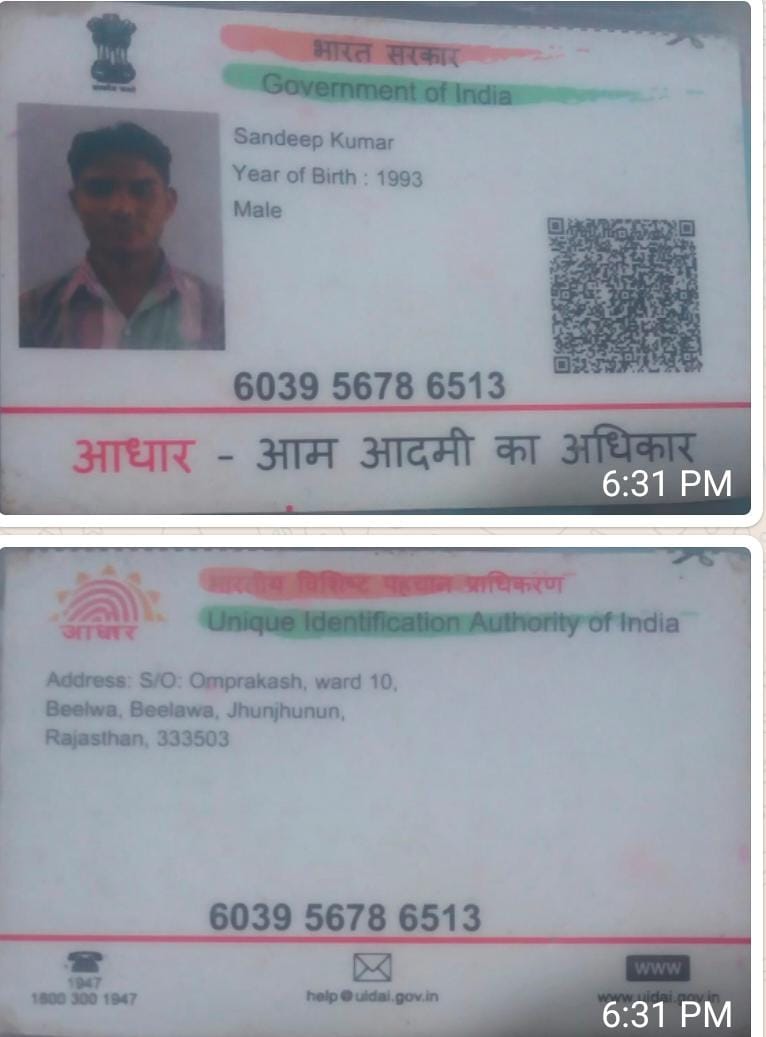 भारत सरकार
Government of India
Sandeep Kumar
Year of Birth : 1993
Male
6039 5678 6513
आधार - आम आदमी का अधिकार
6:31 PM
भारतीय विशिष्ट पहचान प्राधिकरण
आधार
Unique Identification Authority of India
Address: S/O: Omprakash, ward 10,
Beelwa, Beelawa, Jhunjhunun,
Rajasthan, 333503
6039 5678 6513
1947
1800 300 1947
help@uidai.gov.in
www
www.uidai.gov.in
6:31 PM